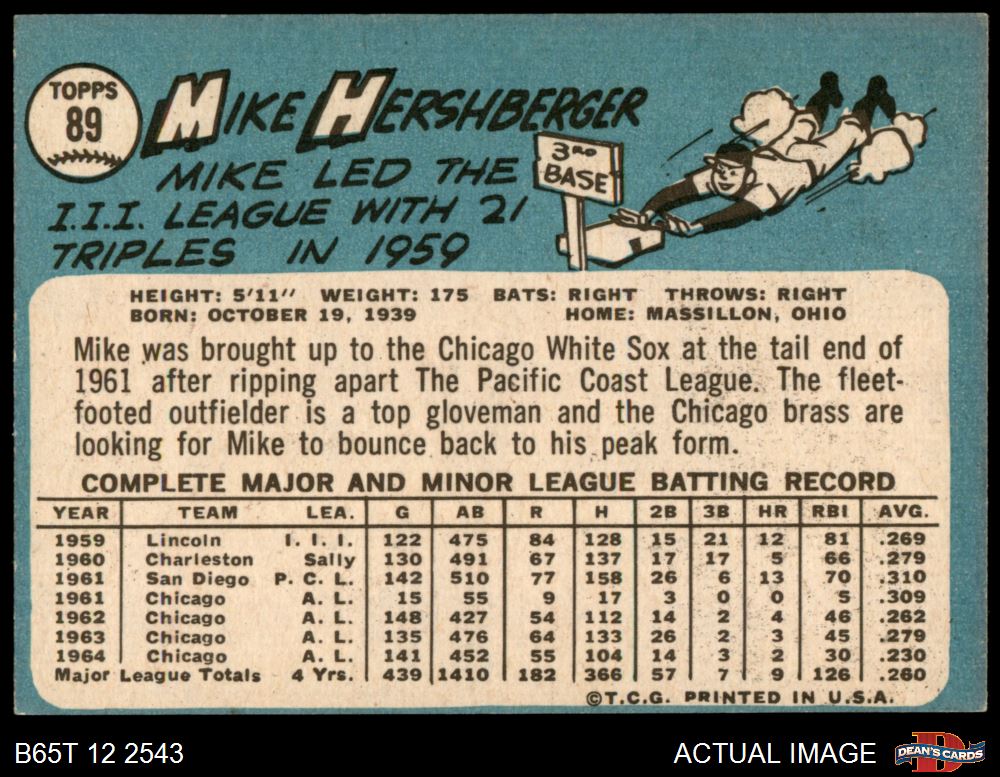 TOPPS
89
MIKE HERSHBERGER
MIKE LED THE
I.I.I. LEAGUE WITH 21
TRIPLES IN 1959
3RD
BASE
HEIGHT: 5'11" WEIGHT: 175 BATS: RIGHT THROWS: RIGHT
BORN: OCTOBER 19, 1939 HOME: MASSILLON, OHIO
Mike was brought up to the Chicago White Sox at the tail end of
1961 after ripping apart The Pacific Coast League. The fleet-
footed outfielder is a top gloveman and the Chicago brass are
looking for Mike to bounce back to his peak form.
COMPLETE MAJOR AND MINOR LEAGUE BATTING RECORD
YEAR TEAM LEA. G AB R H 2B 3B HR RBI AVG.
1959 Lincoln I. I. I. 122 475 84 128 15 21 12 81 .269
1960 Charleston Sally 130 491 67 137 17 17 5 66 .279
1961 San Diego P. C. L. 142 510 77 158 26 6 13 70 .310
1961 Chicago A. L. 15 55 9 17 3 0 0 5 .309
1962 Chicago A. L. 148 427 54 112 14 2 4 46 .262
1963 Chicago A. L. 135 476 64 133 26 2 3 45 .279
1964 Chicago A. L. 141 452 55 104 14 3 2 30 .230
Major League Totals 4 Yrs. 439 1410 182 366 57 7 9 126 .260
©T.C.G. PRINTED IN U.S.A.
B65T 12 2543 ACTUAL IMAGE DEAN'S CARDS